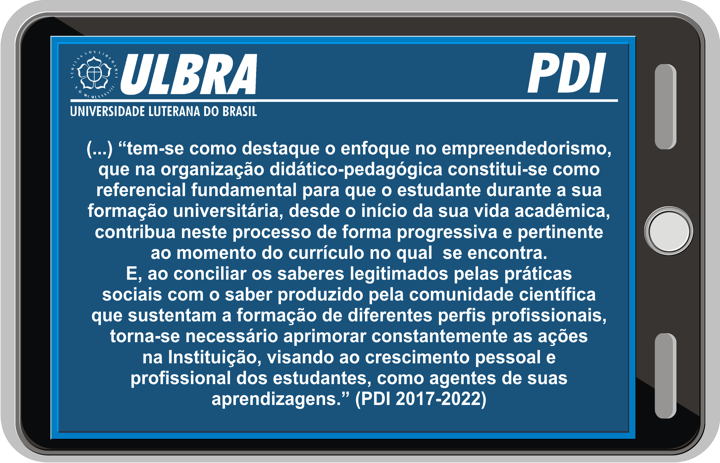 ULBRA
PDI
UNIVERSIDADE LUTERANA DO BRASIL
(...) “tem-se como destaque o enfoque no empreendedorismo,
que na organização didático-pedagógica constitui-se como
referencial fundamental para que o estudante durante a sua
formação universitária, desde o início da sua vida acadêmica,
contribua neste processo de forma progressiva e pertinente
ao momento do currículo no qual  se encontra.
E, ao conciliar os saberes legitimados pelas práticas
sociais com o saber produzido pela comunidade científica
que sustentam a formação de diferentes perfis profissionais,
torna-se necessário aprimorar constantemente as ações
na Instituição, visando ao crescimento pessoal e
profissional dos estudantes, como agentes de suas
aprendizagens.” (PDI 2017-2022)